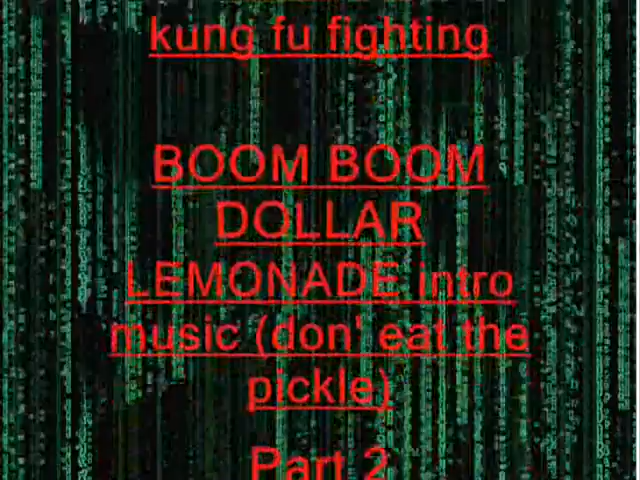 kung fu fighting
BOOM BOOM
DOLLAR
LEMONADE intro
music (don' eat the
pickle)
Part 2